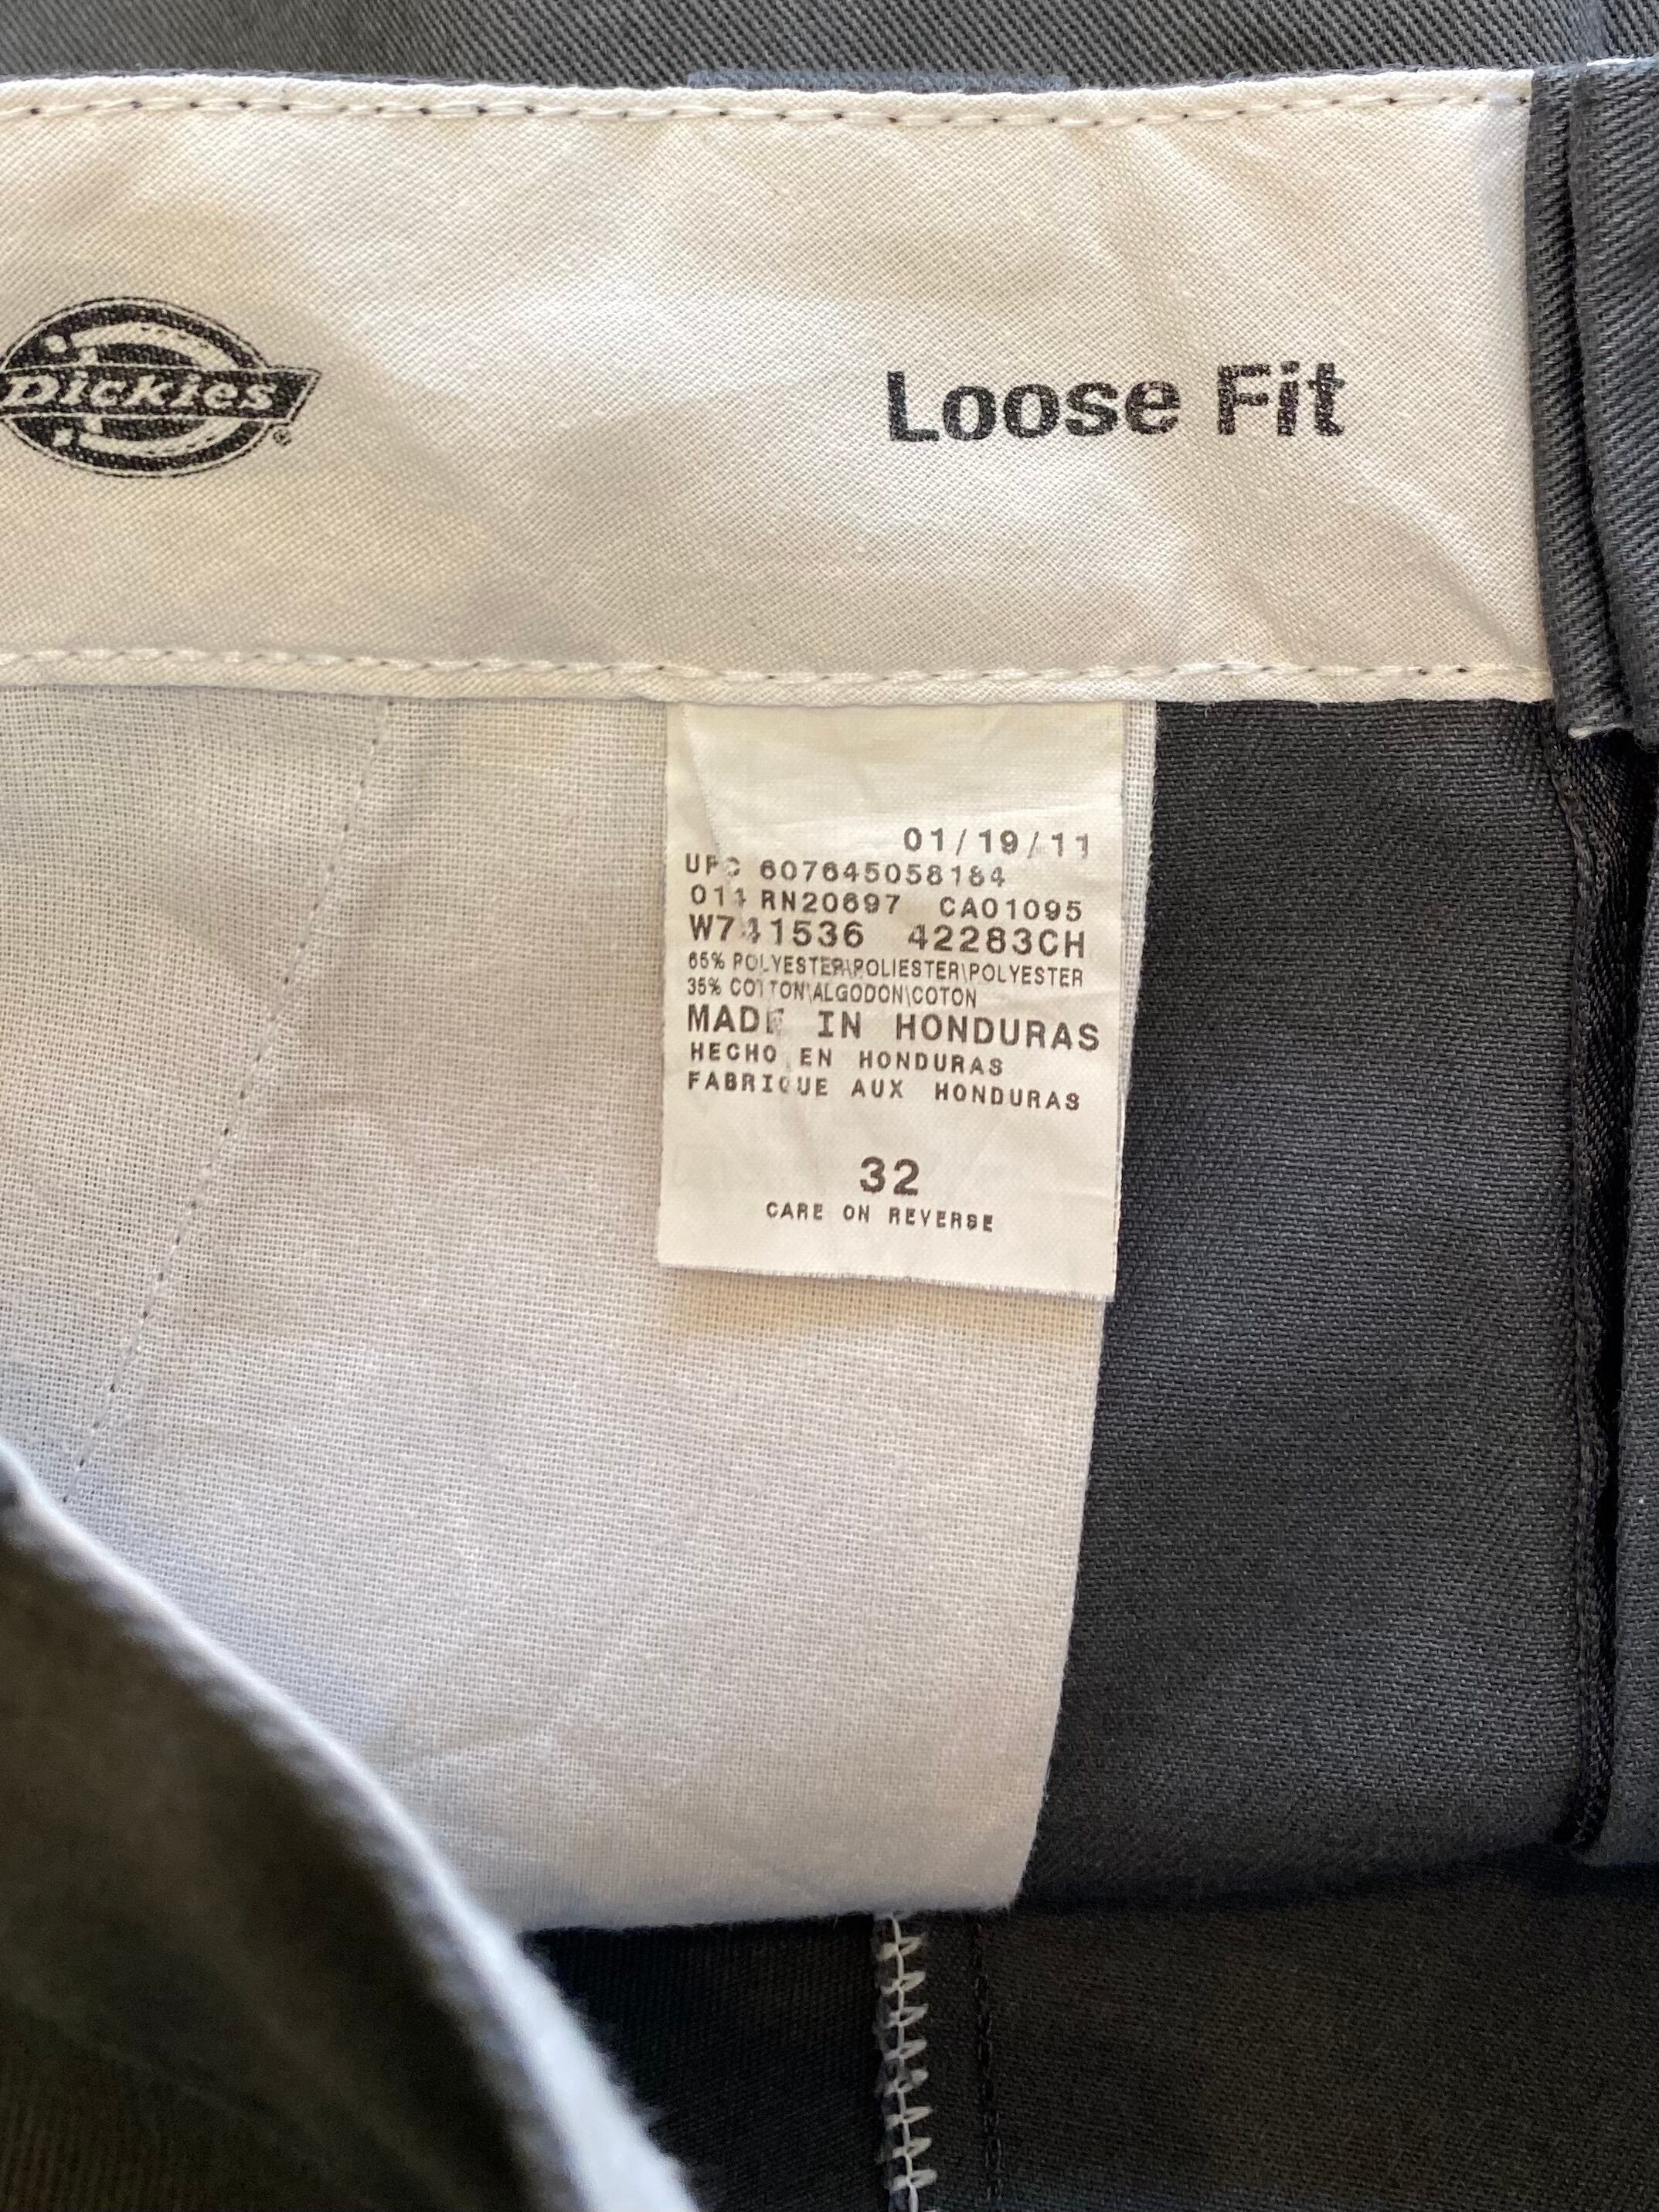 Dickies ®
Loose Fit
01/19/11
UPC 607645058184
011 RN20697 CA01095
W741536 42283CH
65% POLYESTER\POLIESTER\POLYESTER
35% COTTON\ALGODON\COTON
MADE IN HONDURAS
HECHO EN HONDURAS
FABRIQUE AUX HONDURAS
32
CARE ON REVERSE